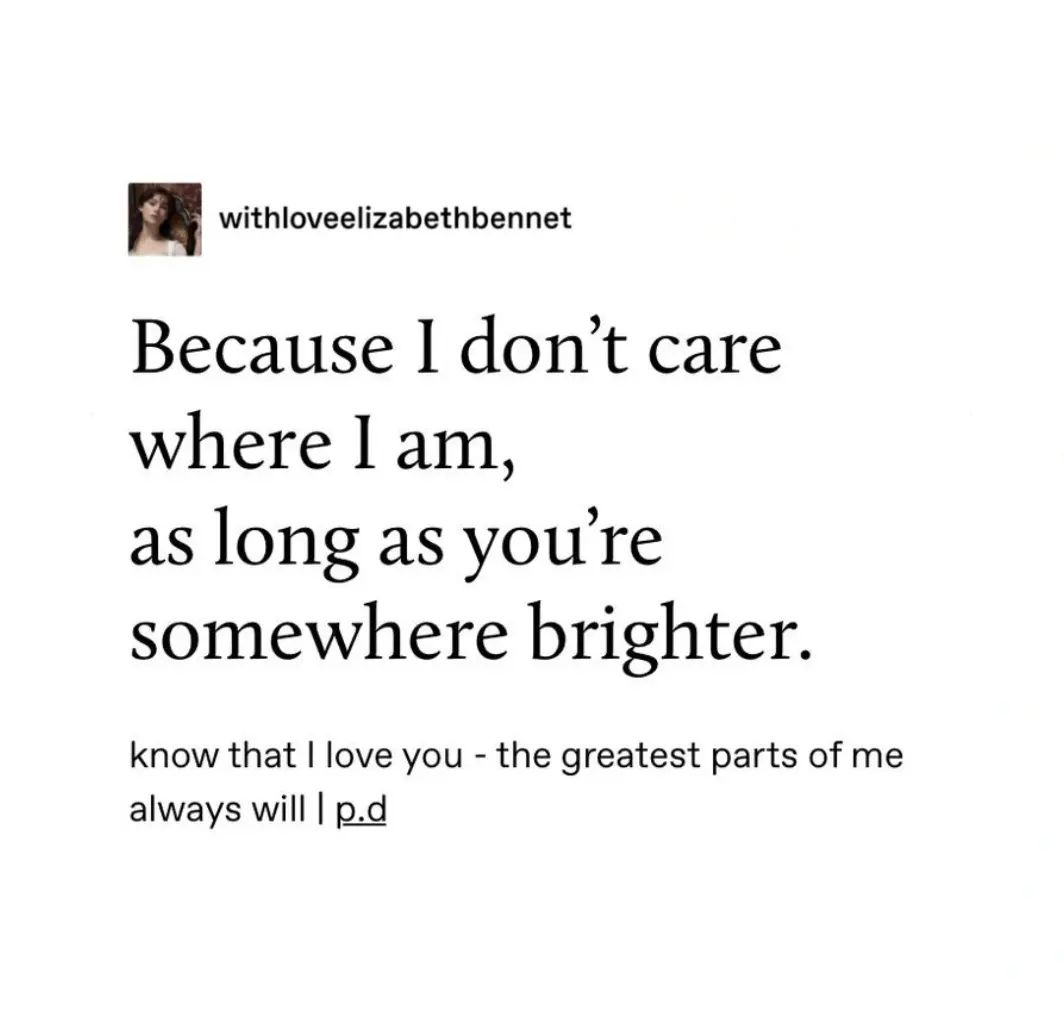 withloveelizabethbennet
Because I don’t care
where I am,
as long as you’re
somewhere brighter.
know that I love you - the greatest parts of me
always will | p.d